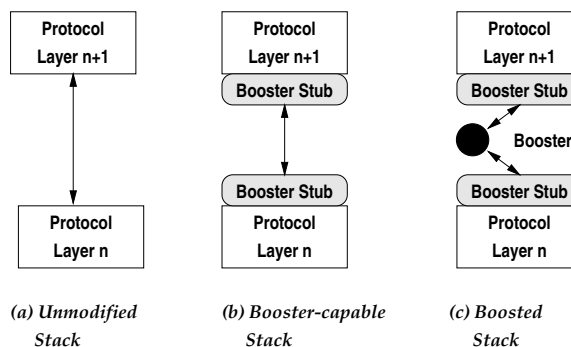 Protocol
Layer n+1
Protocol
Layer n
(a) Unmodified
Stack
Protocol
Layer n+1
Booster Stub
Booster Stub
Protocol
Layer n
(b) Booster-capable
Stack
Protocol
Layer n+1
Booster Stub
Booster
Booster Stub
Protocol
Layer n
(c) Boosted
Stack